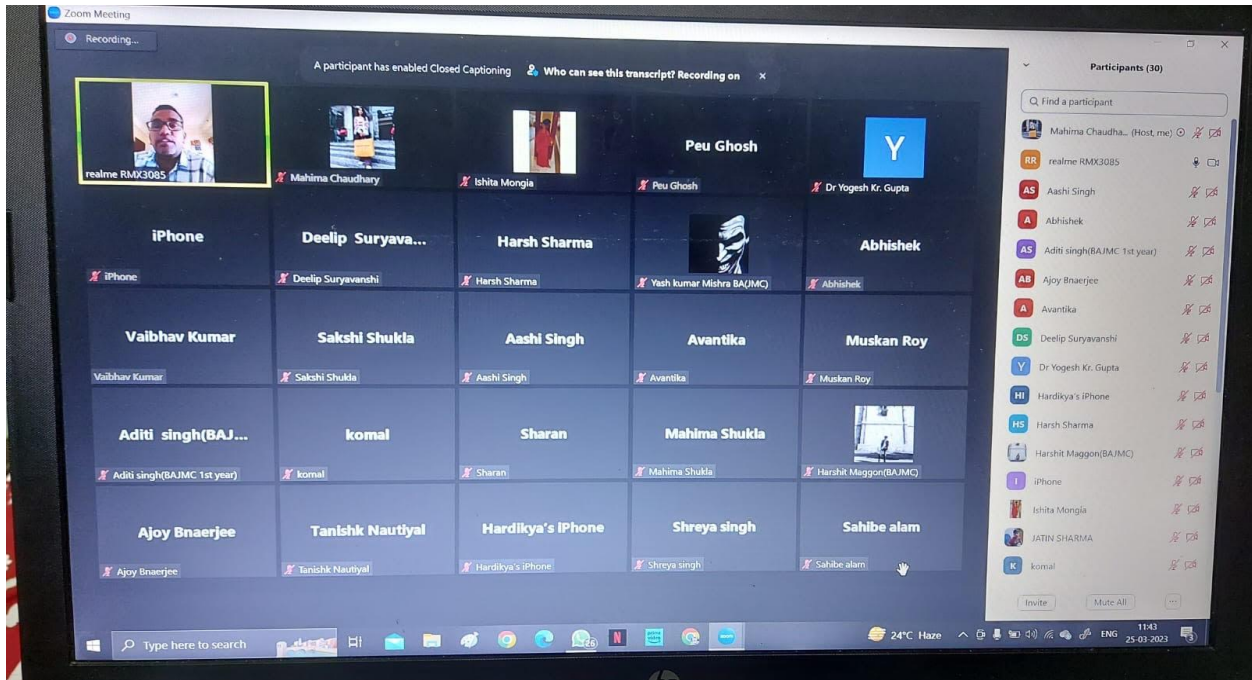 Zoom Meeting
Recording...
A participant has enabled Closed Captioning
Who can see this transcript? Recording on
realme RMX3085
Mahima Chaudhary
Ishita Mongia
Peu Ghosh
Peu Ghosh
Y
Dr Yogesh Kr. Gupta
iPhone
iPhone
Deelip Suryava...
Deelip Suryavanshi
Harsh Sharma
Harsh Sharma
Yash kumar Mishra BA(JMC)
Abhishek
Abhishek
Vaibhav Kumar
Vaibhav Kumar
Sakshi Shukla
Sakshi Shukla
Aashi Singh
Aashi Singh
Avantika
Avantika
Muskan Roy
Muskan Roy
Aditi singh(BAJ...
Aditi singh(BAJMC 1st year)
komal
komal
Sharan
Sharan
Mahima Shukla
Mahima Shukla
Harshit Maggon(BAJMC)
Ajoy Bnaerjee
Ajoy Bnaerjee
Tanishk Nautiyal
Tanishk Nautiyal
Hardikya's iPhone
Hardikya's iPhone
Shreya singh
Shreya singh
Sahibe alam
Sahibe alam
Participants (30)
Find a participant
Mahima Chaudha... (Host, me)
RR realme RMX3085
AS Aashi Singh
A Abhishek
AS Aditi singh(BAJMC 1st year)
AB Ajoy Bnaerjee
A Avantika
DS Deelip Suryavanshi
Y Dr Yogesh Kr. Gupta
HI Hardikya's iPhone
HS Harsh Sharma
Harshit Maggon(BAJMC)
I iPhone
Ishita Mongia
JATIN SHARMA
K komal
Invite Mute All ...
Type here to search
26
N
24°C Haze
ENG
11:43
25-03-2023
3
hp